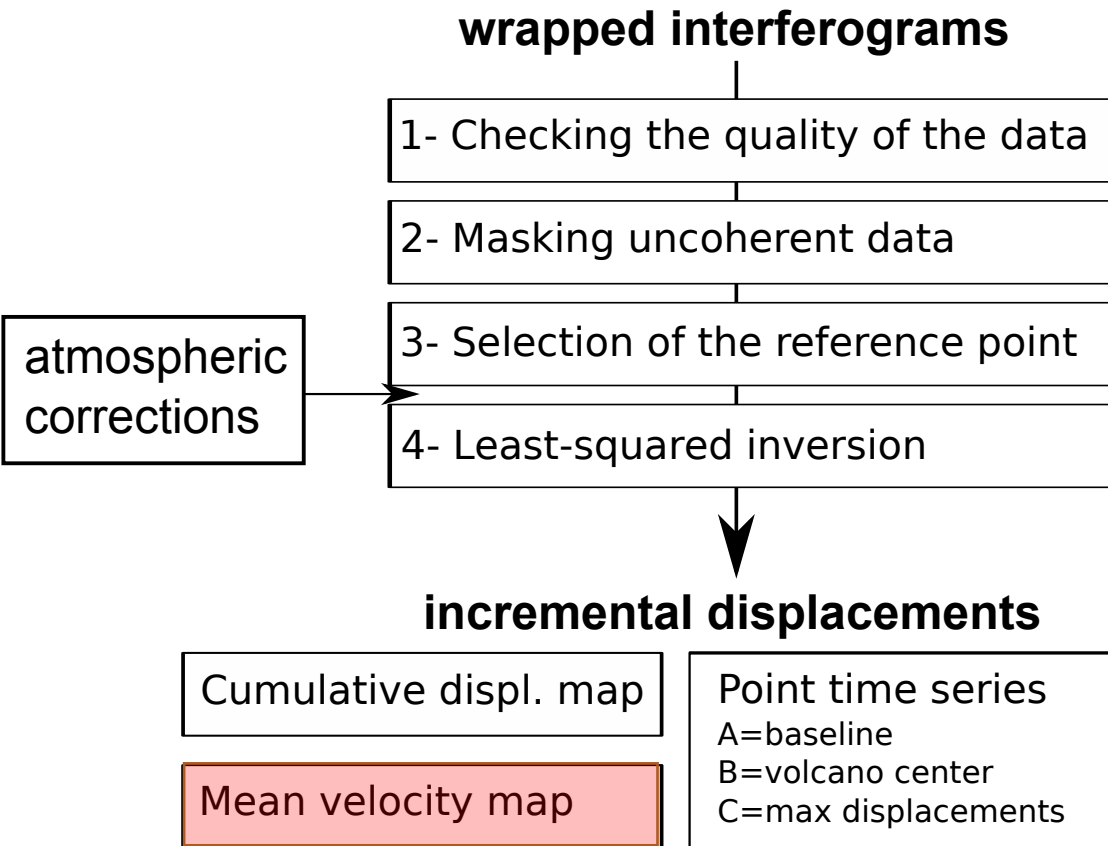 wrapped interferograms
1- Checking the quality of the data
2- Masking uncoherent data
3- Selection of the reference point
atmospheric
corrections
4- Least-squared inversion
incremental displacements
Cumulative displ. map
Mean velocity map
Point time series
A=baseline
B=volcano center
C=max displacements